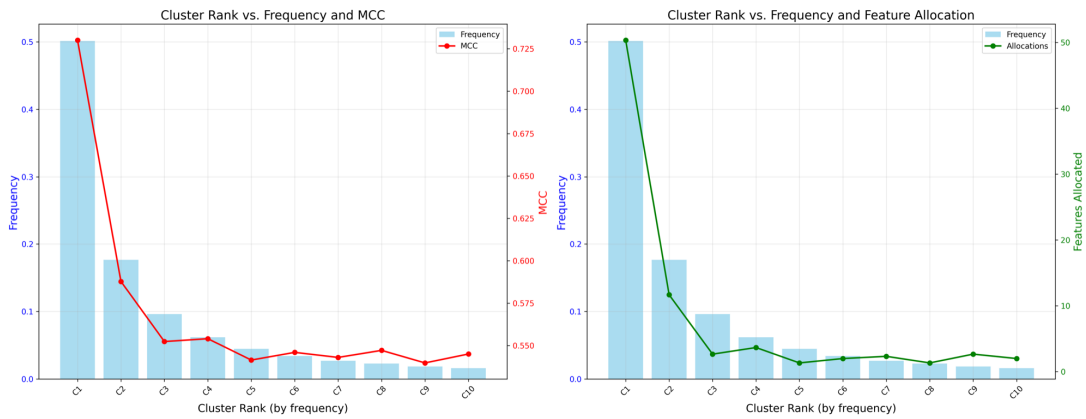 Cluster Rank vs. Frequency and MCC
Frequency
MCC
0.5
0.4
0.3
0.2
0.1
0.0
Frequency
0.725
0.700
0.675
0.650
0.625
0.600
0.575
0.550
MCC
C1
C2
C3
C4
C5
C6
C7
C8
C9
C10
Cluster Rank (by frequency)
Cluster Rank vs. Frequency and Feature Allocation
Frequency
Allocations
0.5
0.4
0.3
0.2
0.1
0.0
Frequency
50
40
30
20
10
0
Features Allocated
C1
C2
C3
C4
C5
C6
C7
C8
C9
C10
Cluster Rank (by frequency)